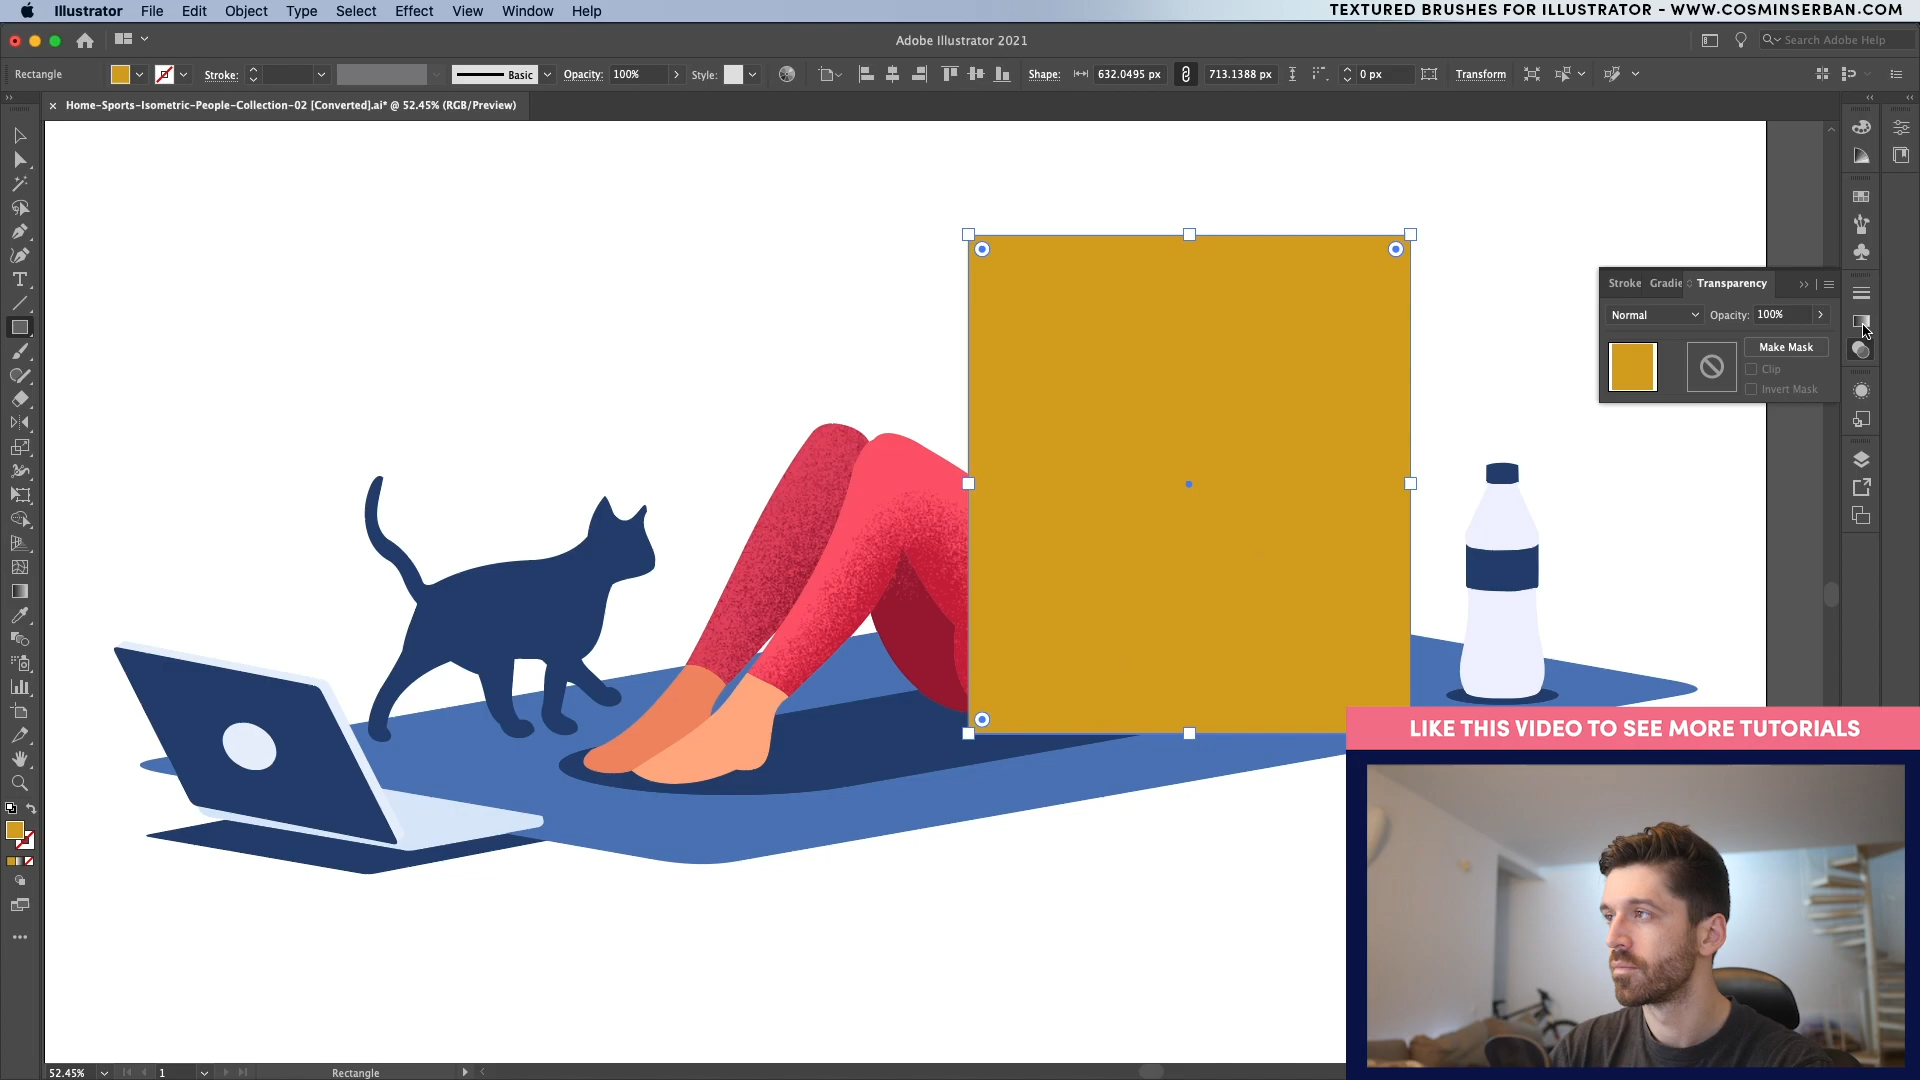 Illustrator File Edit Object Type Select Effect View Window Help
TEXTURED BRUSHES FOR ILLUSTRATOR - WWW.COSMINSERBAN.COM
Adobe Illustrator 2021
Search Adobe Help
Rectangle Stroke: Basic Opacity: 100% Style: Shape: 632.0495 px 713.1388 px 0 px Transform
Home-Sports-Isometric-People-Collection-02 [Converted].ai* @ 52.45% (RGB/Preview)
Stroke Gradie Transparency
Normal Opacity: 100%
Make Mask
Clip
Invert Mask
LIKE THIS VIDEO TO SEE MORE TUTORIALS
52.45% 1 Rectangle